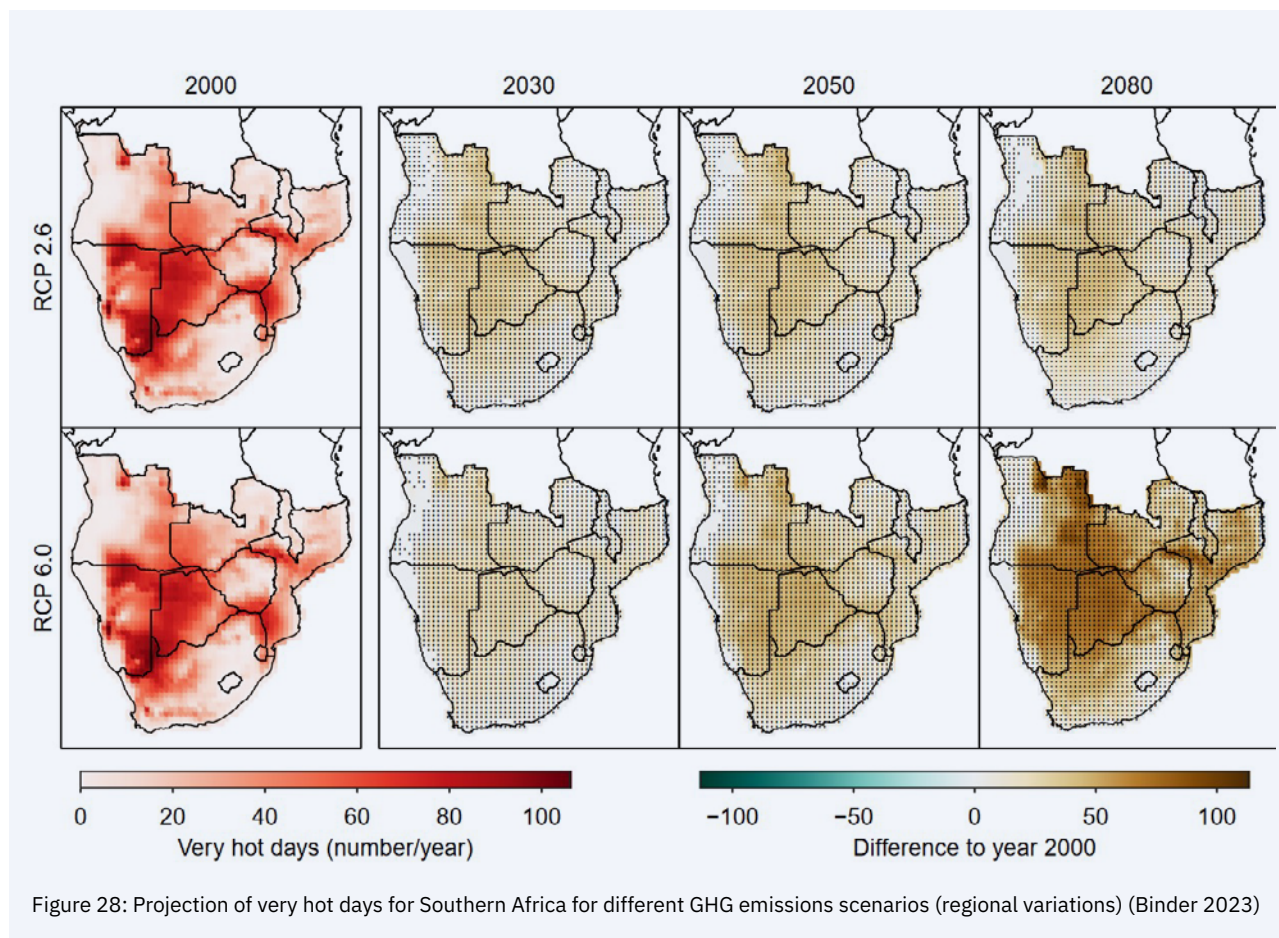 2000 2030 2050 2080
RCP 2.6
RCP 6.0
0 20 40 60 80 100
Very hot days (number/year)
−100 −50 0 50 100
Difference to year 2000
Figure 28: Projection of very hot days for Southern Africa for different GHG emissions scenarios (regional variations) (Binder 2023)